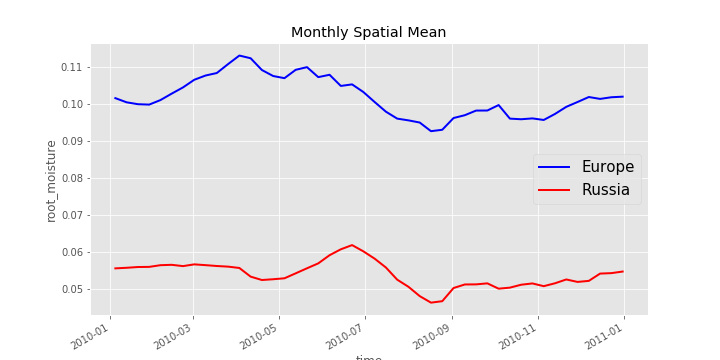 Monthly Spatial Mean
0.11
0.10
0.09
0.08
0.07
0.06
0.05
root_moisture
Europe
Russia
2010-01
2010-03
2010-05
2010-07
2010-09
2010-11
2011-01
time